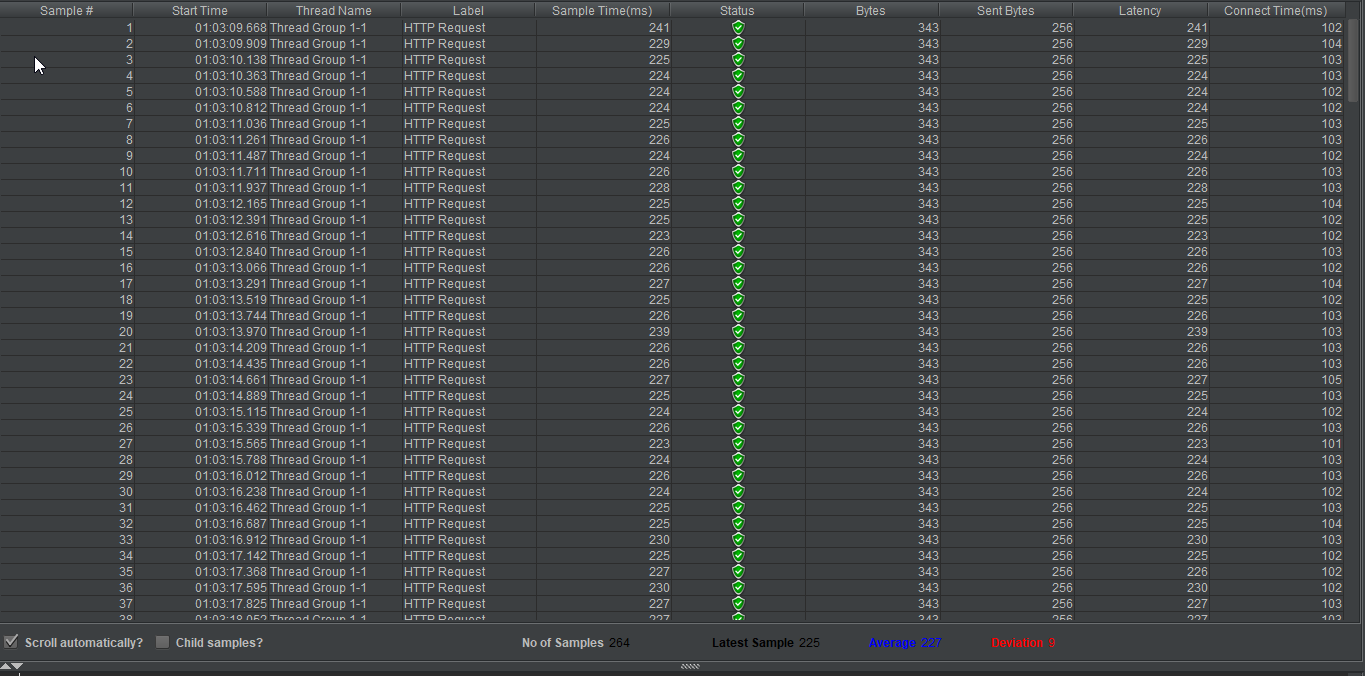 Sample # Start Time Thread Name Label Sample Time(ms) Status Bytes Sent Bytes Latency Connect Time(ms)
1 01:03:09.668 Thread Group 1-1 HTTP Request 241 343 256 241 102
2 01:03:09.909 Thread Group 1-1 HTTP Request 229 343 256 229 104
3 01:03:10.138 Thread Group 1-1 HTTP Request 225 343 256 225 103
4 01:03:10.363 Thread Group 1-1 HTTP Request 224 343 256 224 103
5 01:03:10.588 Thread Group 1-1 HTTP Request 224 343 256 224 102
6 01:03:10.812 Thread Group 1-1 HTTP Request 224 343 256 224 102
7 01:03:11.036 Thread Group 1-1 HTTP Request 225 343 256 225 103
8 01:03:11.261 Thread Group 1-1 HTTP Request 226 343 256 226 103
9 01:03:11.487 Thread Group 1-1 HTTP Request 224 343 256 224 102
10 01:03:11.711 Thread Group 1-1 HTTP Request 226 343 256 226 103
11 01:03:11.937 Thread Group 1-1 HTTP Request 228 343 256 228 103
12 01:03:12.165 Thread Group 1-1 HTTP Request 225 343 256 225 104
13 01:03:12.391 Thread Group 1-1 HTTP Request 225 343 256 225 102
14 01:03:12.616 Thread Group 1-1 HTTP Request 223 343 256 223 102
15 01:03:12.840 Thread Group 1-1 HTTP Request 226 343 256 226 103
16 01:03:13.066 Thread Group 1-1 HTTP Request 226 343 256 226 102
17 01:03:13.291 Thread Group 1-1 HTTP Request 227 343 256 227 104
18 01:03:13.519 Thread Group 1-1 HTTP Request 225 343 256 225 102
19 01:03:13.744 Thread Group 1-1 HTTP Request 226 343 256 226 103
20 01:03:13.970 Thread Group 1-1 HTTP Request 239 343 256 239 103
21 01:03:14.209 Thread Group 1-1 HTTP Request 226 343 256 226 103
22 01:03:14.435 Thread Group 1-1 HTTP Request 226 343 256 226 103
23 01:03:14.661 Thread Group 1-1 HTTP Request 227 343 256 227 105
24 01:03:14.889 Thread Group 1-1 HTTP Request 225 343 256 225 103
25 01:03:15.115 Thread Group 1-1 HTTP Request 224 343 256 224 102
26 01:03:15.339 Thread Group 1-1 HTTP Request 226 343 256 226 103
27 01:03:15.565 Thread Group 1-1 HTTP Request 223 343 256 223 101
28 01:03:15.788 Thread Group 1-1 HTTP Request 224 343 256 224 103
29 01:03:16.012 Thread Group 1-1 HTTP Request 226 343 256 226 103
30 01:03:16.238 Thread Group 1-1 HTTP Request 224 343 256 224 102
31 01:03:16.462 Thread Group 1-1 HTTP Request 225 343 256 225 103
32 01:03:16.687 Thread Group 1-1 HTTP Request 225 343 256 225 104
33 01:03:16.912 Thread Group 1-1 HTTP Request 230 343 256 230 103
34 01:03:17.142 Thread Group 1-1 HTTP Request 225 343 256 225 102
35 01:03:17.368 Thread Group 1-1 HTTP Request 227 343 256 226 102
36 01:03:17.595 Thread Group 1-1 HTTP Request 230 343 256 230 102
37 01:03:17.825 Thread Group 1-1 HTTP Request 227 343 256 227 103
38 01:03:18.052 Thread Group 1-1 HTTP Request 227 343 256 227 103
Scroll automatically? Child samples? No of Samples 264 Latest Sample 225 Average 227 Deviation 9